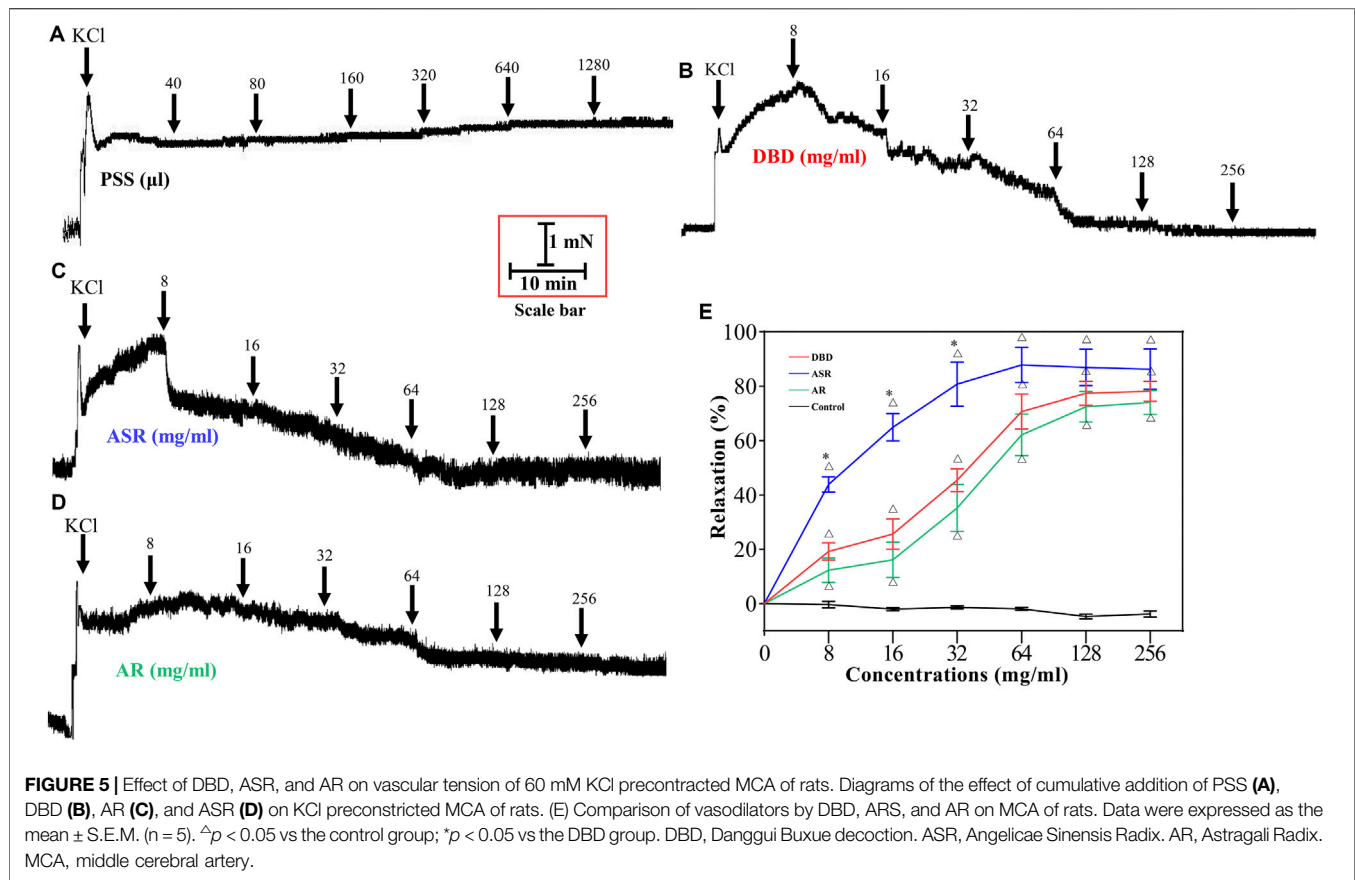 A
KCl
40
80
160
320
640
1280
PSS (µl)
B
KCl
8
16
32
64
128
256
DBD (mg/ml)
1 mN
10 min
Scale bar
C
KCl
8
16
32
64
128
256
ASR (mg/ml)
D
KCl
8
16
32
64
128
256
AR (mg/ml)
E
DBD
ASR
AR
Control
Relaxation (%)
100
80
60
40
20
0
* * *
△ △ △ △ △ △
△ △ △ △ △ △
△ △ △ △ △ △
0 8 16 32 64 128 256
Concentrations (mg/ml)
FIGURE 5 | Effect of DBD, ASR, and AR on vascular tension of 60 mM KCl precontracted MCA of rats. Diagrams of the effect of cumulative addition of PSS (A),
DBD (B), AR (C), and ASR (D) on KCl preconstricted MCA of rats. (E) Comparison of vasodilators by DBD, ARS, and AR on MCA of rats. Data were expressed as the
mean ± S.E.M. (n = 5). △p < 0.05 vs the control group; *p < 0.05 vs the DBD group. DBD, Danggui Buxue decoction. ASR, Angelicae Sinensis Radix. AR, Astragali Radix.
MCA, middle cerebral artery.